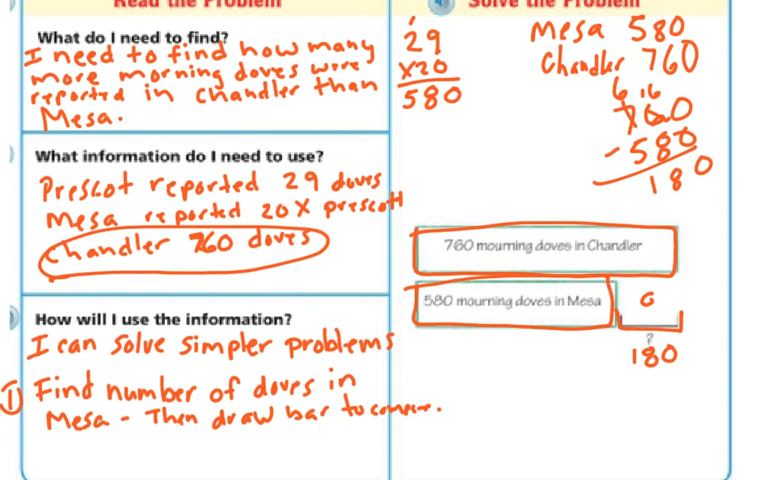 Read the Problem
What do I need to find?
I need to find how many
more morning doves were
reported in chandler than
Mesa.
What information do I need to use?
Prescot reported 29 doves
Mesa reported 20 X prescott
Chandler 760 doves
How will I use the information?
I can solve simpler problems
① Find number of doves in
Mesa - Then draw bar to compare.
Solve the Problem
1
29
x20
580
Mesa 580
Chandler 760
6 16
760
- 580
180
760 mourning doves in Chandler
580 mourning doves in Mesa
?
180